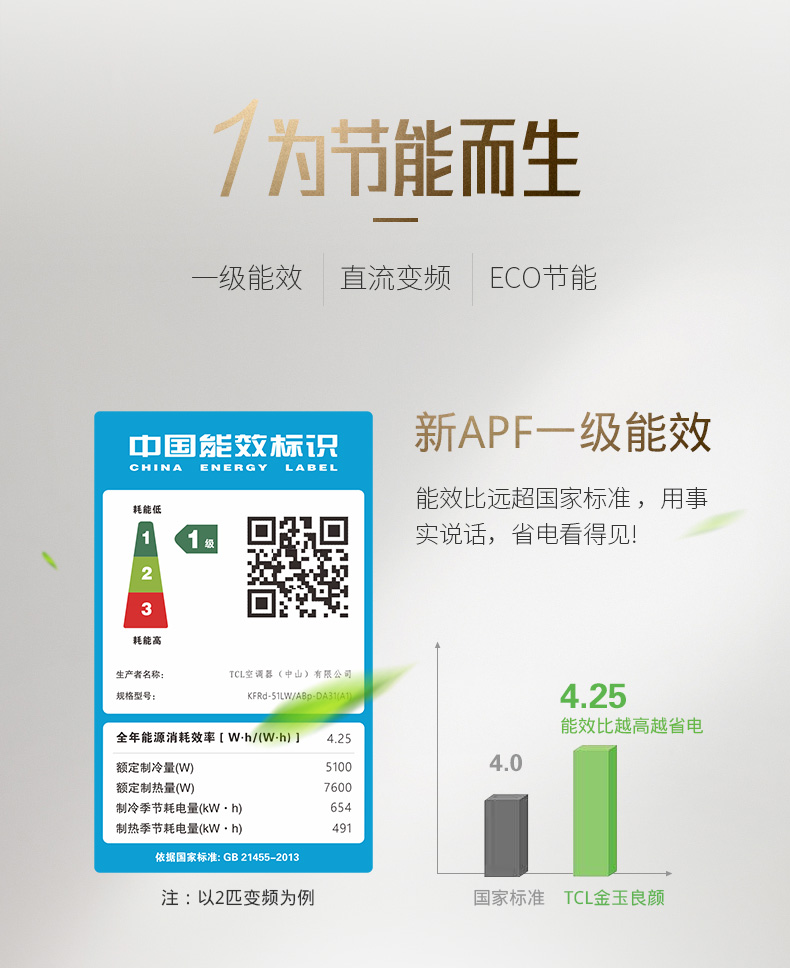 1为节能而生
一级能效 直流变频 ECO节能
中国能效标识
CHINA ENERGY LABEL
耗能低
1
2
3
1级
耗能高
生产者名称: TCL空调器（中山）有限公司
规格型号: KFRd-51LW/ABp-DA31(A1)
全年能源消耗效率 [ W·h/(W·h) ] 4.25
额定制冷量(W) 5100
额定制热量(W) 7600
制冷季节耗电量(kW·h) 654
制热季节耗电量(kW·h) 491
依据国家标准: GB 21455-2013
注：以2匹变频为例
新APF一级能效
能效比远超国家标准，用事
实说话，省电看得见!
4.25
能效比越高越省电
4.0
国家标准
TCL金玉良颜